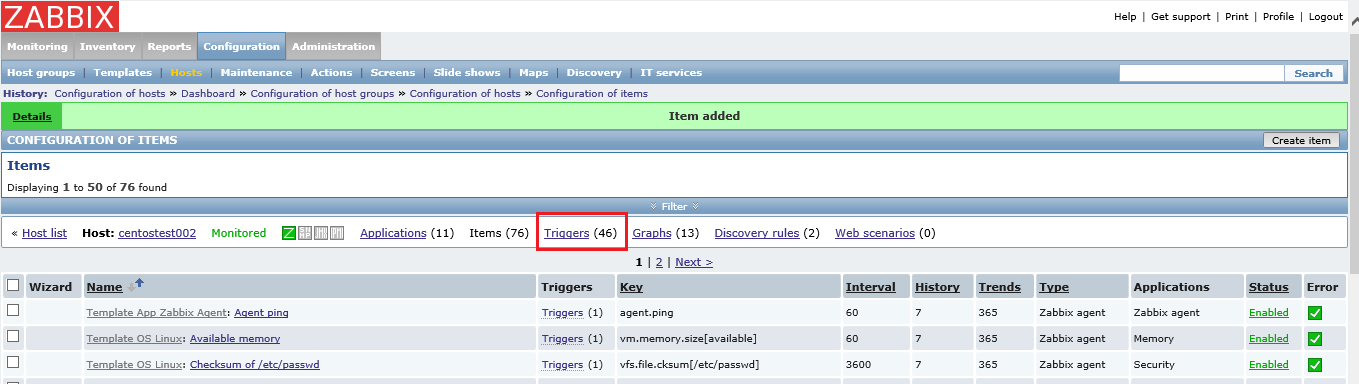 ZABBIX
Help | Get support | Print | Profile | Logout
Monitoring Inventory Reports Configuration Administration
Host groups | Templates | Hosts | Maintenance | Actions | Screens | Slide shows | Maps | Discovery | IT services Search
History: Configuration of hosts » Dashboard » Configuration of host groups » Configuration of hosts » Configuration of items
Details Item added
CONFIGURATION OF ITEMS Create item
Items
Displaying 1 to 50 of 76 found
Filter
« Host list Host: centostest002 Monitored Z Applications (11) Items (76) Triggers (46) Graphs (13) Discovery rules (2) Web scenarios (0)
1 | 2 | Next >
Wizard Name Triggers Key Interval History Trends Type Applications Status Error
Template App Zabbix Agent: Agent ping Triggers (1) agent.ping 60 7 365 Zabbix agent Zabbix agent Enabled
Template OS Linux: Available memory Triggers (1) vm.memory.size[available] 60 7 365 Zabbix agent Memory Enabled
Template OS Linux: Checksum of /etc/passwd Triggers (1) vfs.file.cksum[/etc/passwd] 3600 7 365 Zabbix agent Security Enabled